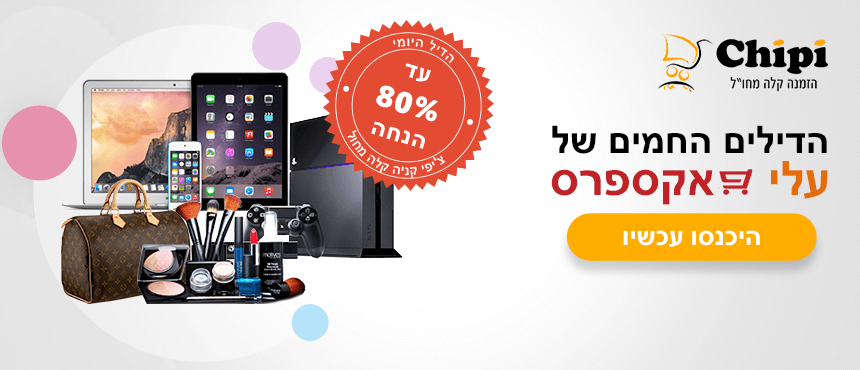 Chipi
הזמנה קלה מחו"ל
הדילים החמים של
עלי אקספרס
היכנסו עכשיו
הדיל היומי
עד
80%
הנחה
צ'יפי קניה קלה מחול